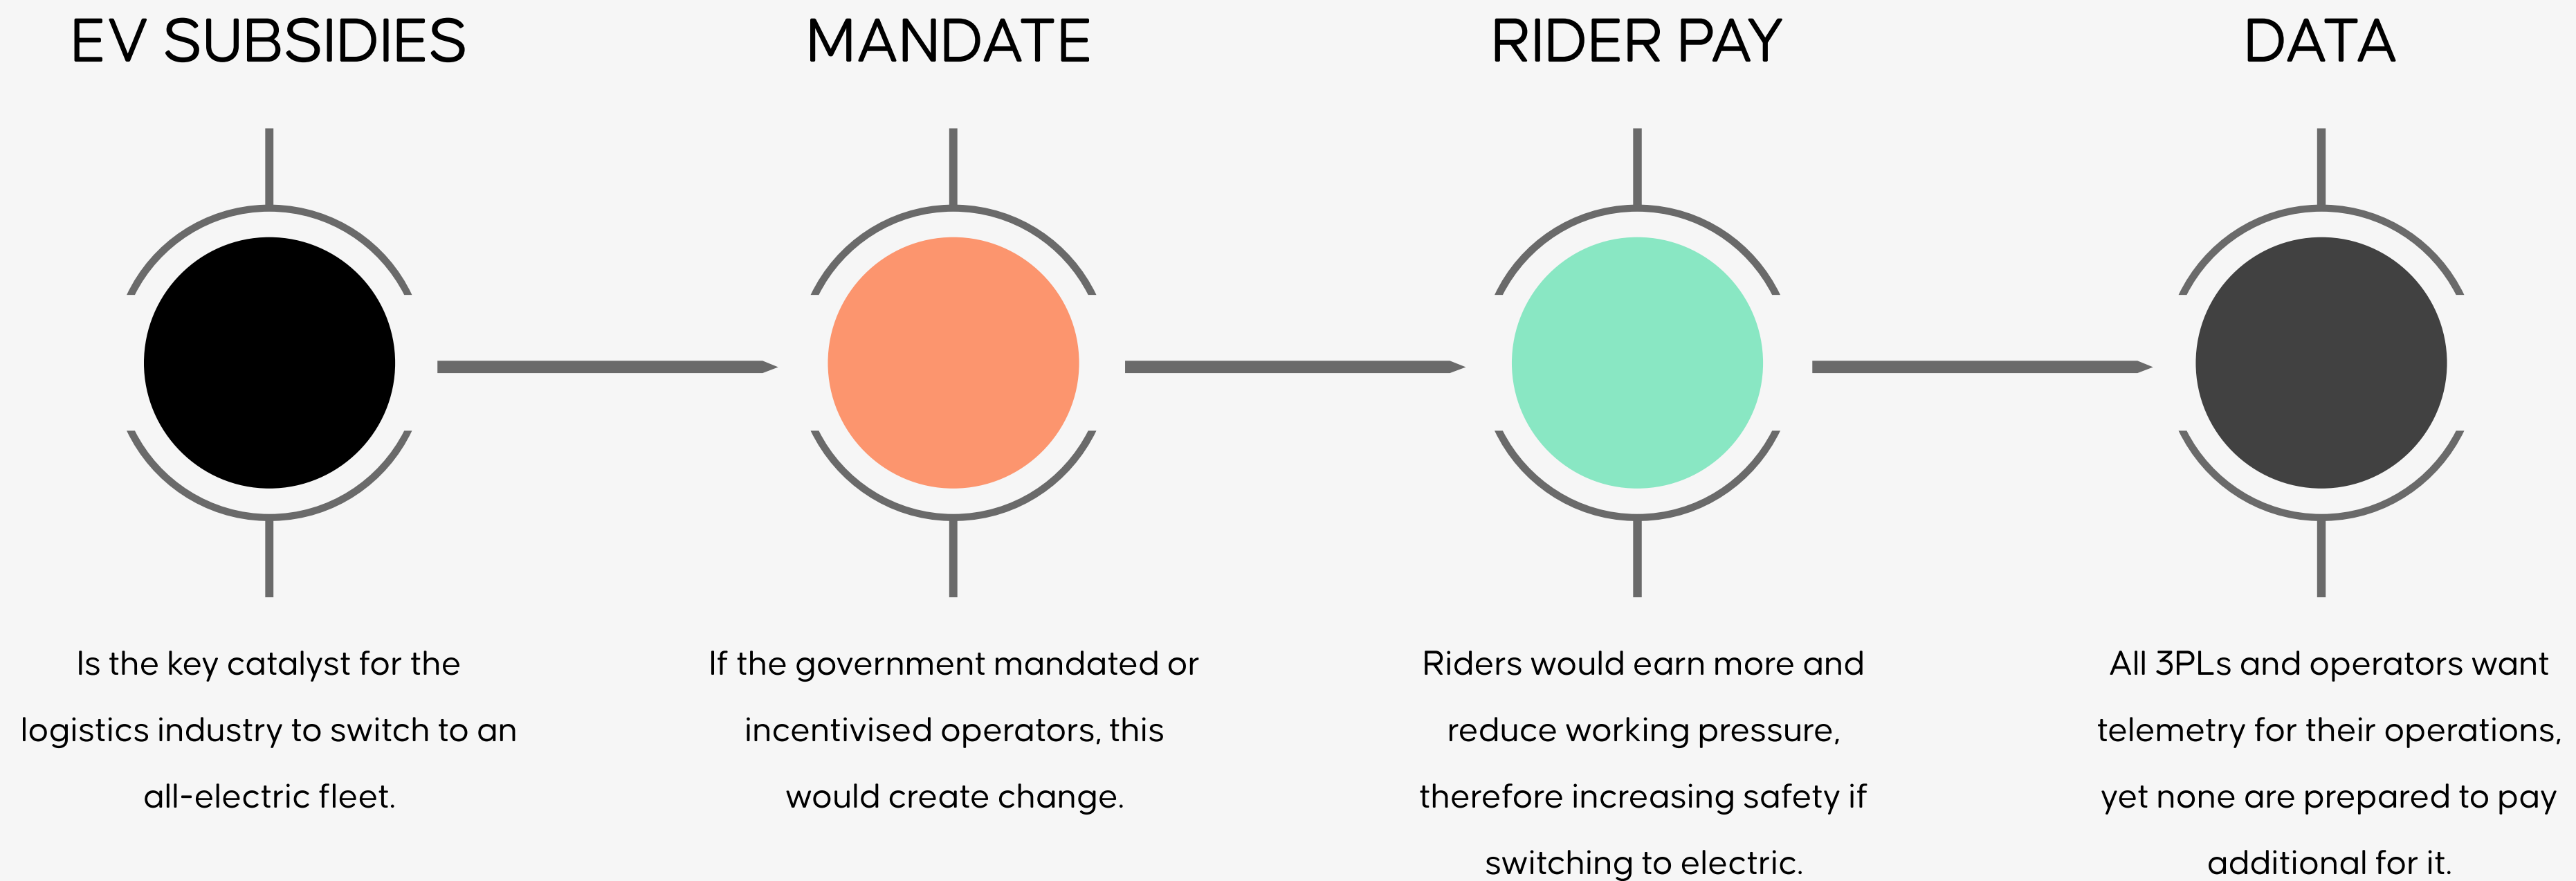 EV SUBSIDIES
Is the key catalyst for the
logistics industry to switch to an
all-electric fleet.
MANDATE
If the government mandated or
incentivised operators, this
would create change.
RIDER PAY
Riders would earn more and
reduce working pressure,
therefore increasing safety if
switching to electric.
DATA
All 3PLs and operators want
telemetry for their operations,
yet none are prepared to pay
additional for it.